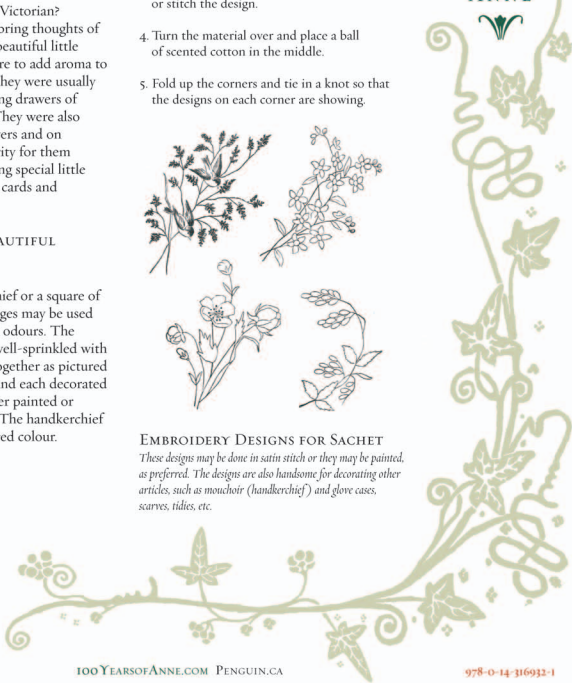 Victorian?
bring thoughts of
beautiful little
re to add aroma to
hey were usually
ng drawers of
They were also
ers and on
ity for them
ng special little
cards and
AUTIFUL
ief or a square of
ges may be used
odours. The
well-sprinkled with
ogether as pictured
nd each decorated
er painted or
The handkerchief
ed colour.
or stitch the design.
4. Turn the material over and place a ball
of scented cotton in the middle.
5. Fold up the corners and tie in a knot so that
the designs on each corner are showing.
EMBROIDERY DESIGNS FOR SACHET
These designs may be done in satin stitch or they may be painted,
as preferred. The designs are also handsome for decorating other
articles, such as mouchoir (handkerchief) and glove cases,
scarves, tidies, etc.
100YEARSOFANNE.COM PENGUIN.CA
978-0-14-316932-1